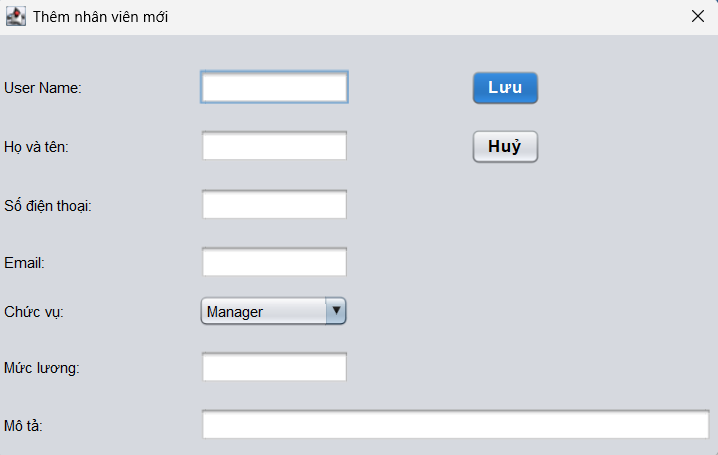 Thêm nhân viên mới
User Name:
Lưu
Họ và tên:
Huỷ
Số điện thoại:
Email:
Chức vụ:
Manager
Mức lương:
Mô tả: